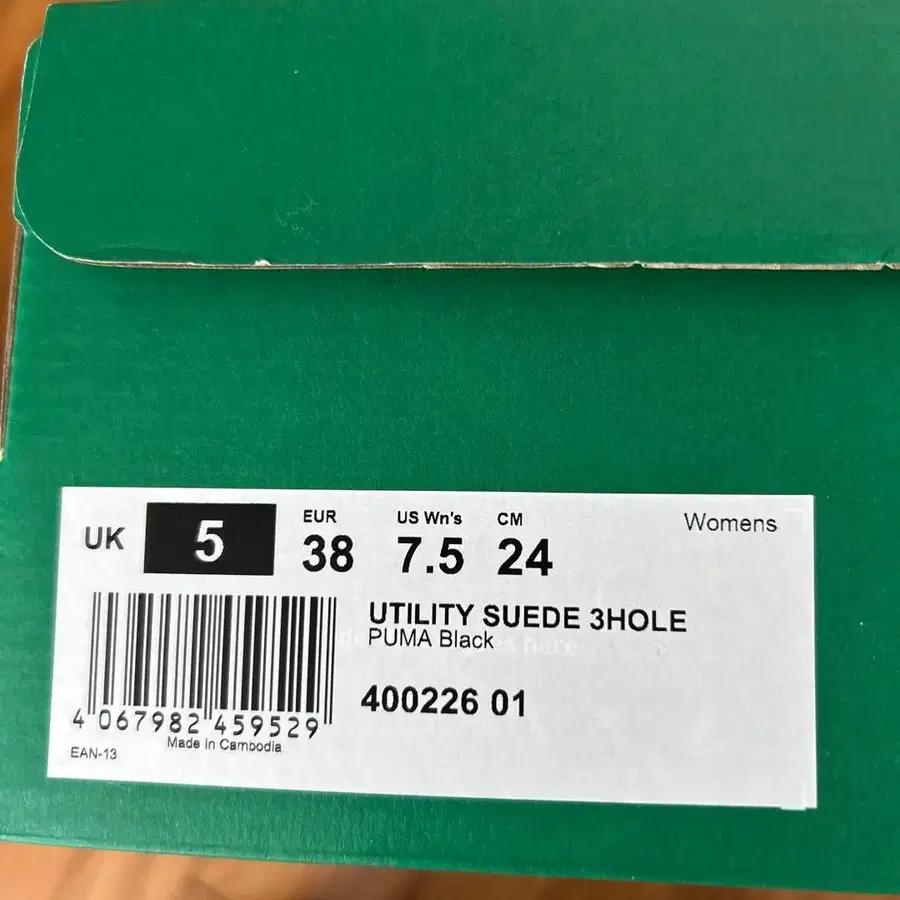 UK 5 EUR 38 US Wn's 7.5 CM 24 Womens
UTILITY SUEDE 3HOLE
PUMA Black
400226 01
4 067982 459529
Made In Cambodia
EAN-13